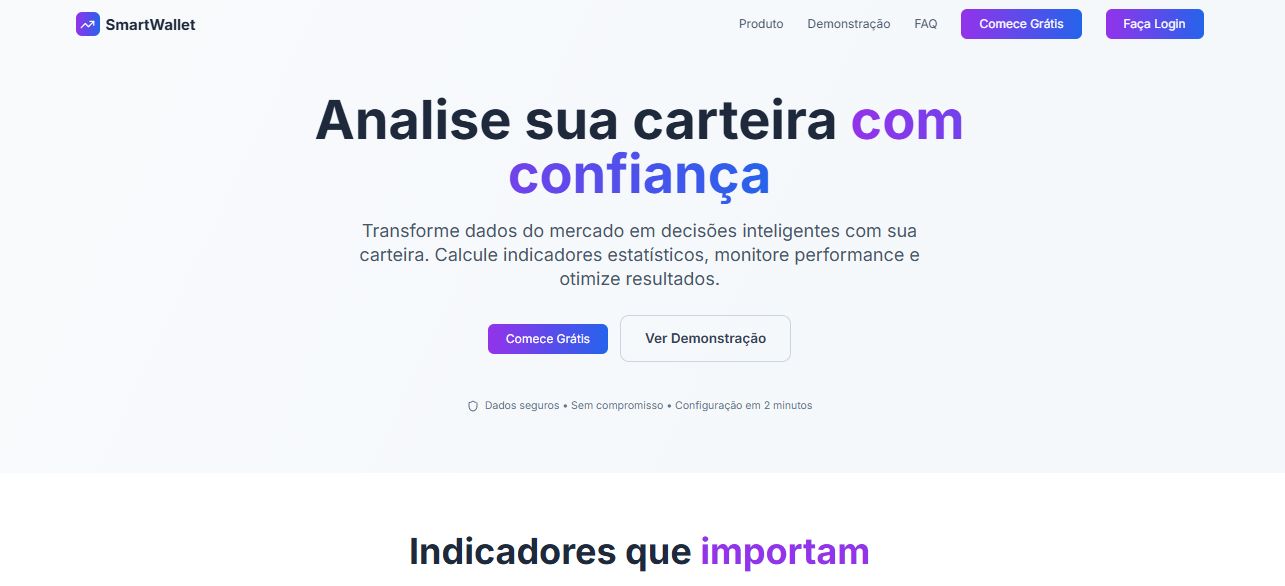 SmartWallet
Produto
Demonstração
FAQ
Comece Grátis
Faça Login
Analise sua carteira com
confiança
Transforme dados do mercado em decisões inteligentes com sua
carteira. Calcule indicadores estatísticos, monitore performance e
otimize resultados.
Comece Grátis
Ver Demonstração
Dados seguros • Sem compromisso • Configuração em 2 minutos
Indicadores que importam